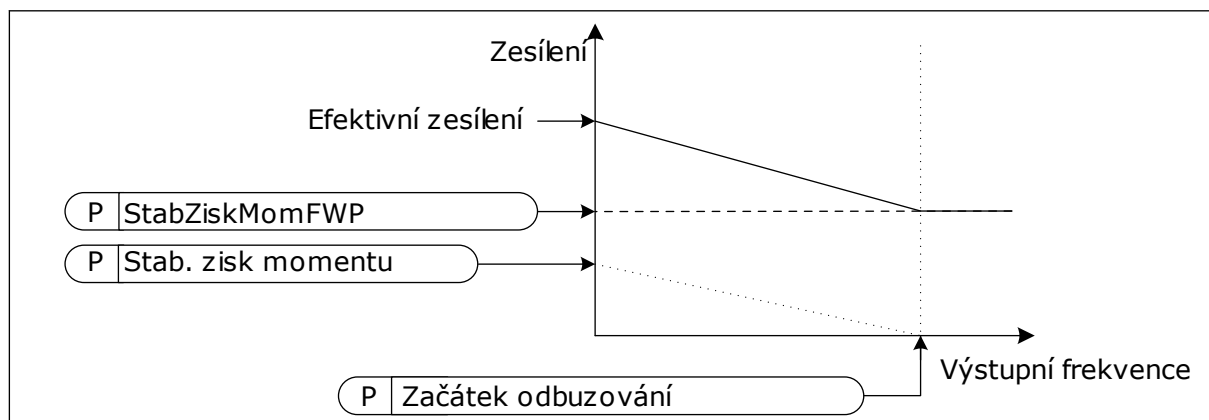 Zesílení
Efektivní zesílení
P StabZiskMomFWP
P Stab. zisk momentu
Výstupní frekvence
P Začátek odbuzování